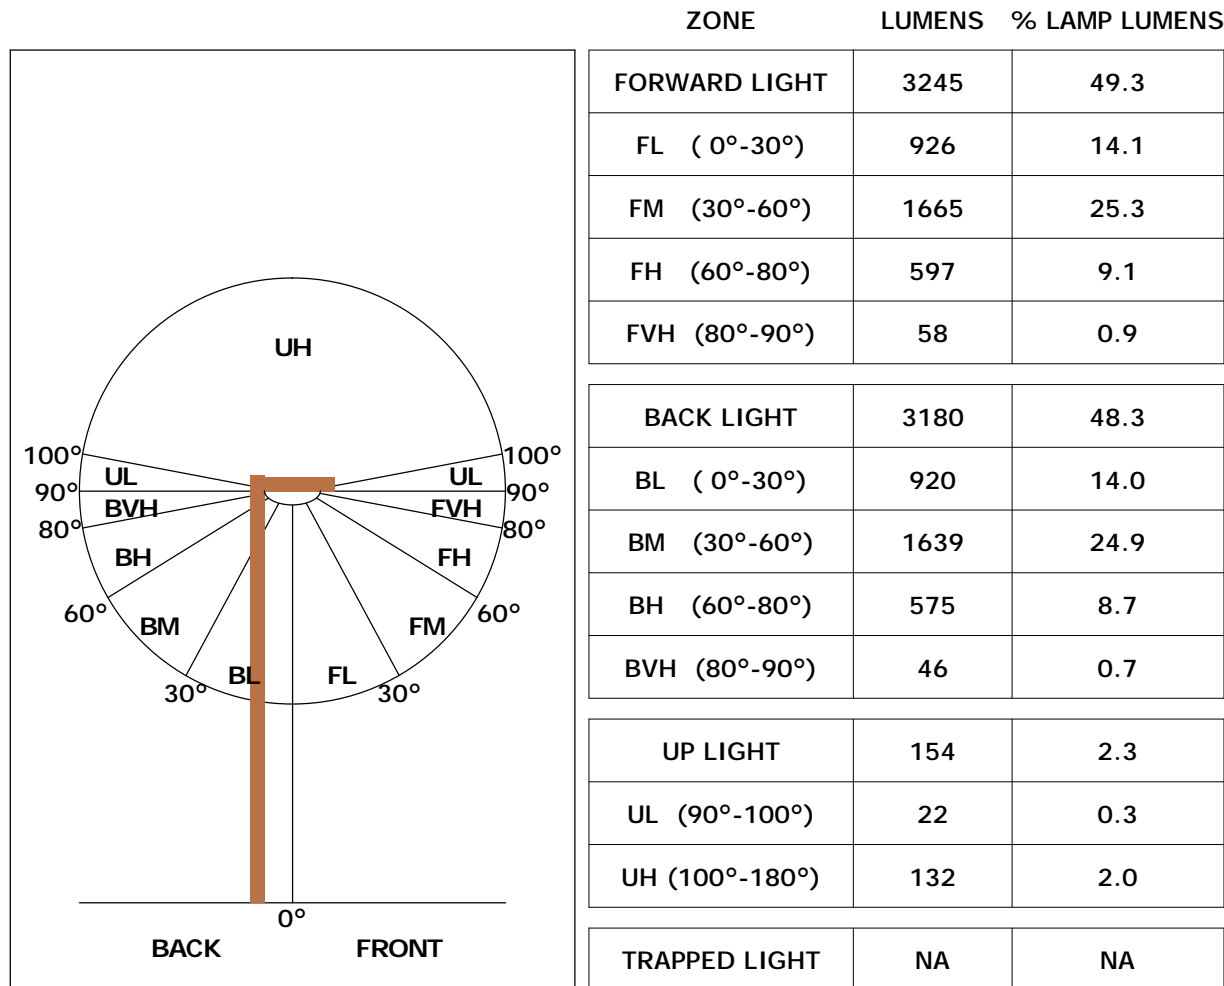 ZONE LUMENS % LAMP LUMENS
FORWARD LIGHT 3245 49.3
FL ( 0°-30°) 926 14.1
FM (30°-60°) 1665 25.3
FH (60°-80°) 597 9.1
FVH (80°-90°) 58 0.9
BACK LIGHT 3180 48.3
BL ( 0°-30°) 920 14.0
BM (30°-60°) 1639 24.9
BH (60°-80°) 575 8.7
BVH (80°-90°) 46 0.7
UP LIGHT 154 2.3
UL (90°-100°) 22 0.3
UH (100°-180°) 132 2.0
TRAPPED LIGHT NA NA
UH
100° 100°
UL UL
90° 90°
BVH FVH
80° 80°
BH FH
60° 60°
BM FM
BL FL
30° 30°
0°
BACK FRONT